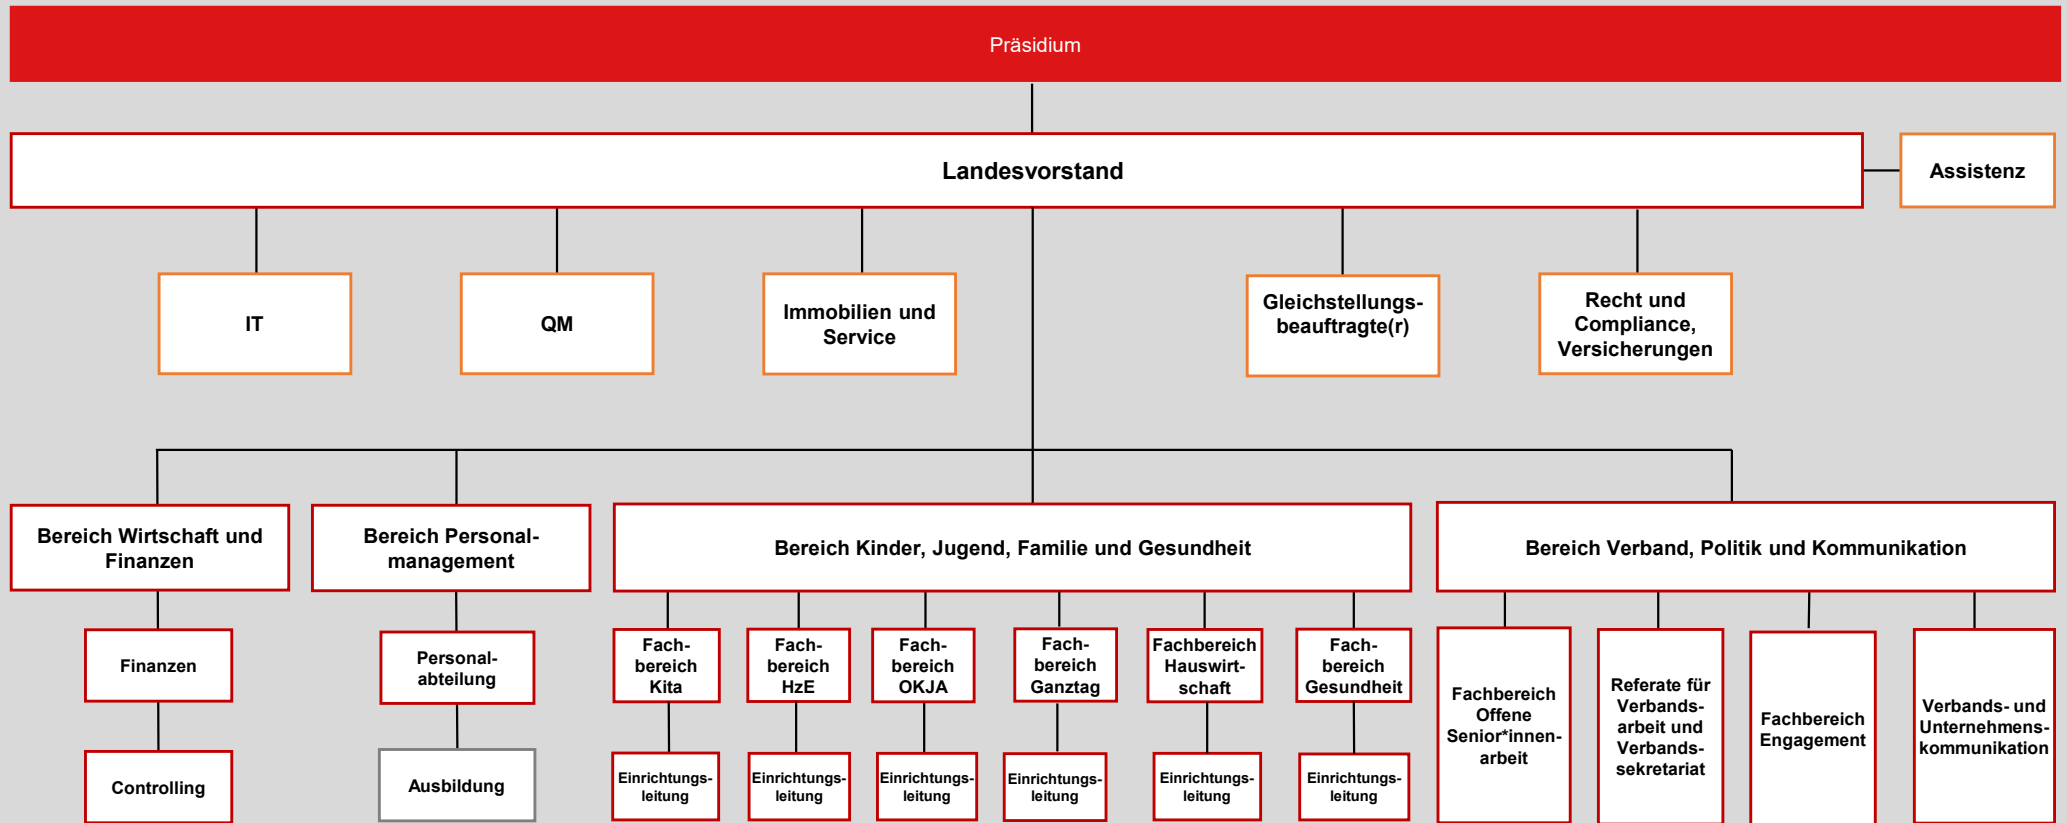 Präsidium
Landesvorstand
Assistenz
IT
QM
Immobilien und
Service
Gleichstellungs-
beauftragte(r)
Recht und
Compliance,
Versicherungen
Bereich Wirtschaft und
Finanzen
Bereich Personal-
management
Bereich Kinder, Jugend, Familie und Gesundheit
Bereich Verband, Politik und Kommunikation
Finanzen
Personal-
abteilung
Fach-
bereich
Kita
Fach-
bereich
HzE
Fach-
bereich
OKJA
Fach-
bereich
Ganztag
Fachbereich
Hauswirt-
schaft
Fach-
bereich
Gesundheit
Fachbereich
Offene
Senior*innen-
arbeit
Referate für
Verbands-
arbeit und
Verbands-
sekretariat
Fachbereich
Engagement
Verbands- und
Unternehmens-
kommunikation
Controlling
Ausbildung
Einrichtungs-
leitung
Einrichtungs-
leitung
Einrichtungs-
leitung
Einrichtungs-
leitung
Einrichtungs-
leitung
Einrichtungs-
leitung